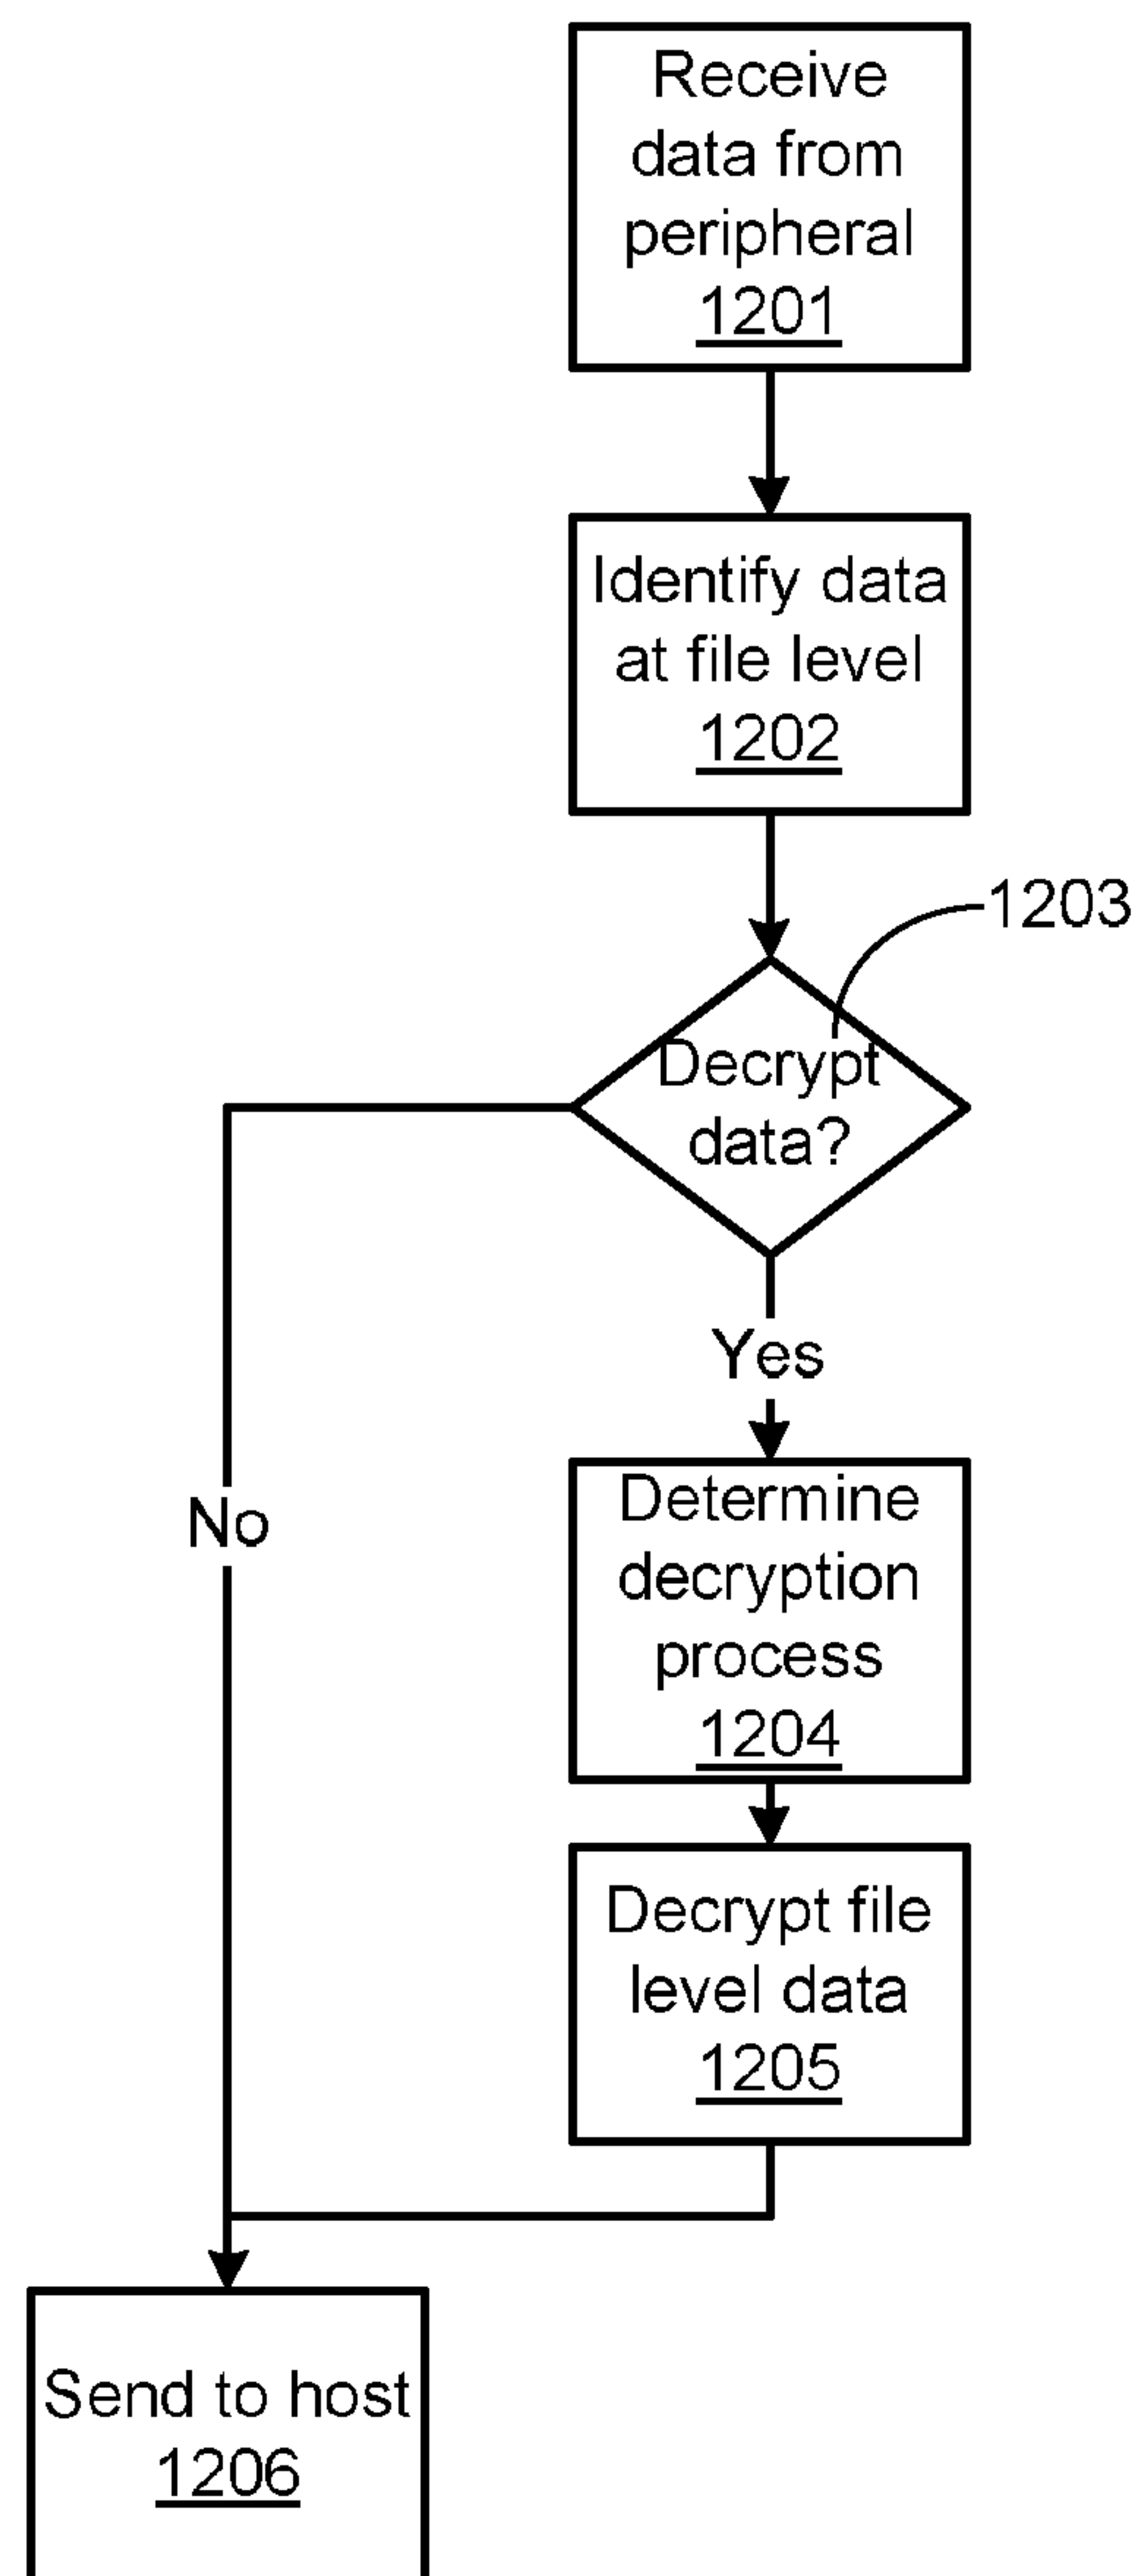 Receive
data from
peripheral
1201
Identify data
at file level
1202
1203
Decrypt
data?
Yes
No
Determine
decryption
process
1204
Decrypt file
level data
1205
Send to host
1206